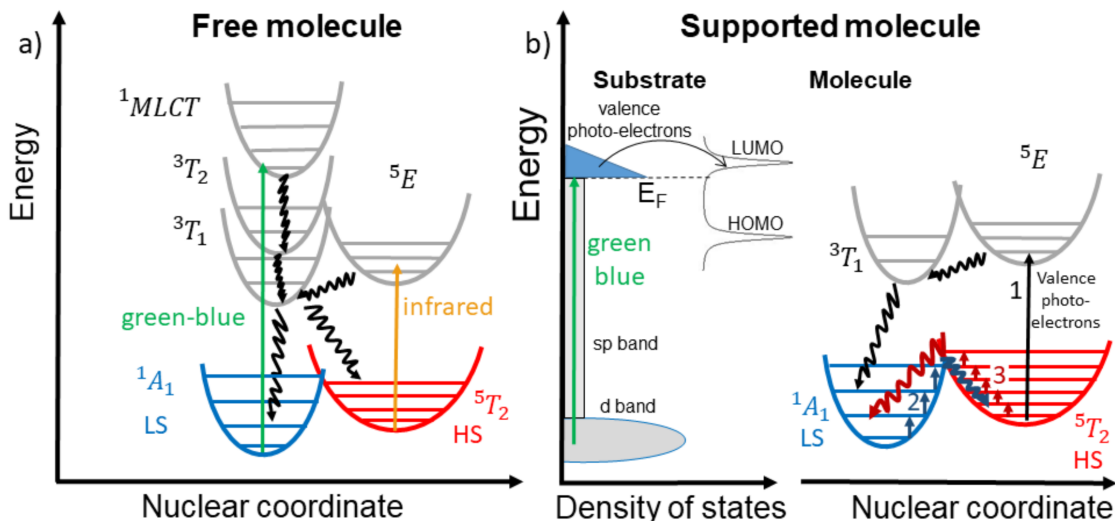 a)
Free molecule
Energy
¹MLCT
³T₂
³T₁
⁵E
green-blue
infrared
¹A₁
LS
⁵T₂
HS
Nuclear coordinate
b)
Supported molecule
Energy
Substrate
valence
photo-electrons
LUMO
E_F
HOMO
green
blue
sp band
d band
Density of states
Molecule
⁵E
³T₁
1
Valence
photo-
electrons
3
2
¹A₁
LS
⁵T₂
HS
Nuclear coordinate